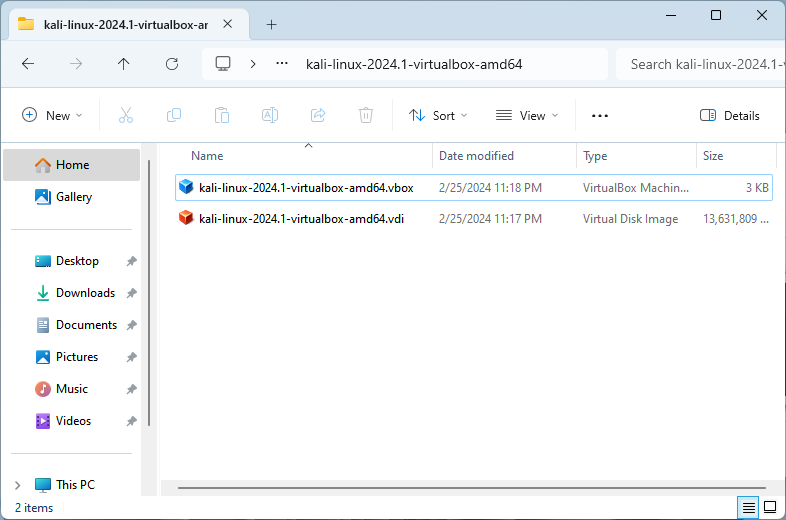 kali-linux-2024.1-virtualbox-am
kali-linux-2024.1-virtualbox-amd64
Search kali-linux-2024.1-v
New
Sort
View
Details
Name Date modified Type Size
Home
Gallery
Desktop
Downloads
Documents
Pictures
Music
Videos
This PC
kali-linux-2024.1-virtualbox-amd64.vbox 2/25/2024 11:18 PM VirtualBox Machin... 3 KB
kali-linux-2024.1-virtualbox-amd64.vdi 2/25/2024 11:17 PM Virtual Disk Image 13,631,809 ...
2 items